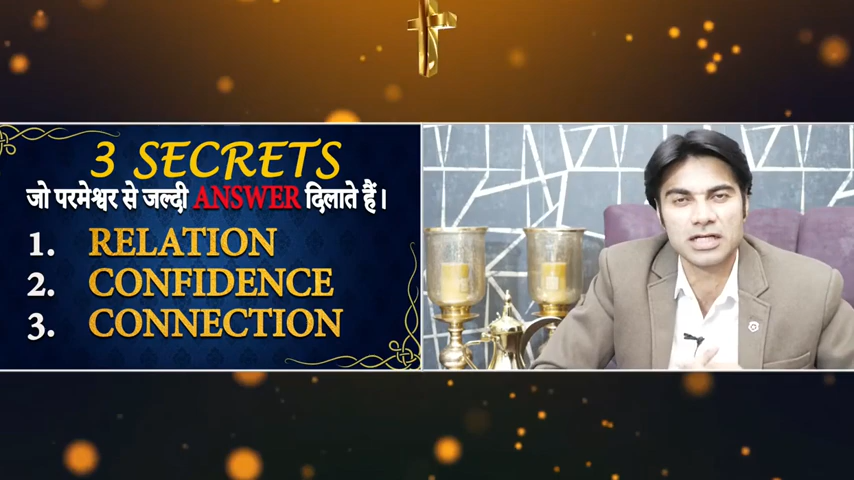 3 SECRETS
जो परमेश्वर से जल्दी ANSWER दिलाते हैं।
1. RELATION
2. CONFIDENCE
3. CONNECTION